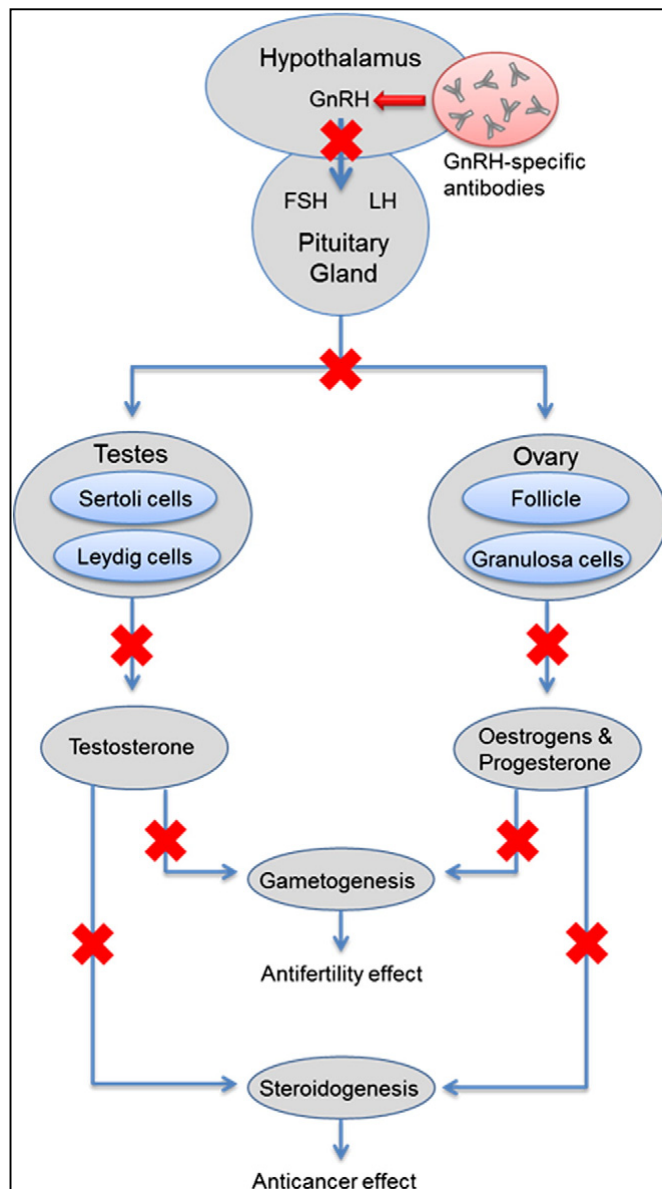 Hypothalamus
GnRH
GnRH-specific
antibodies
FSH LH
Pituitary
Gland
Testes
Sertoli cells
Leydig cells
Ovary
Follicle
Granulosa cells
Testosterone
Oestrogens &
Progesterone
Gametogenesis
Antifertility effect
Steroidogenesis
Anticancer effect